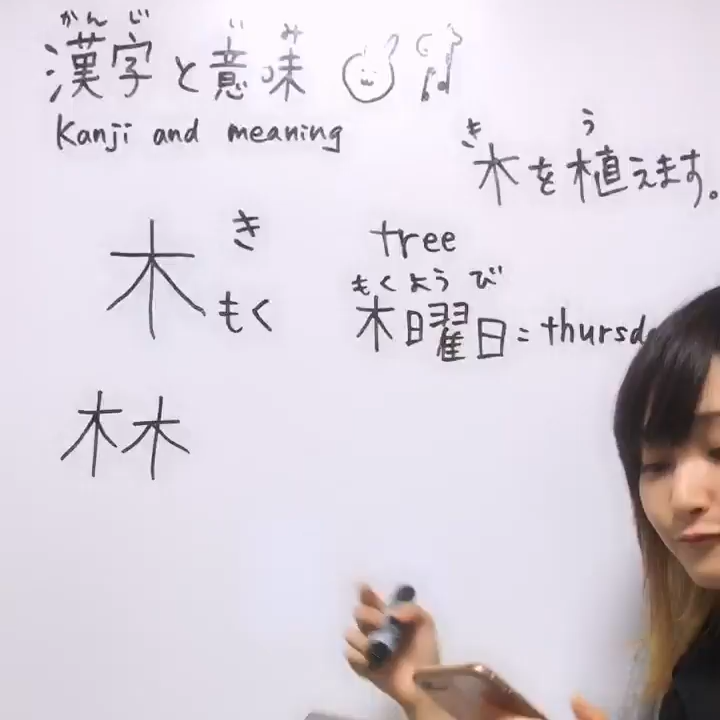 かんじ いみ
漢字と意味
Kanji and meaning
き う
木を植えます。
木 き もく
tree
もくようび
木曜日=thursd
林